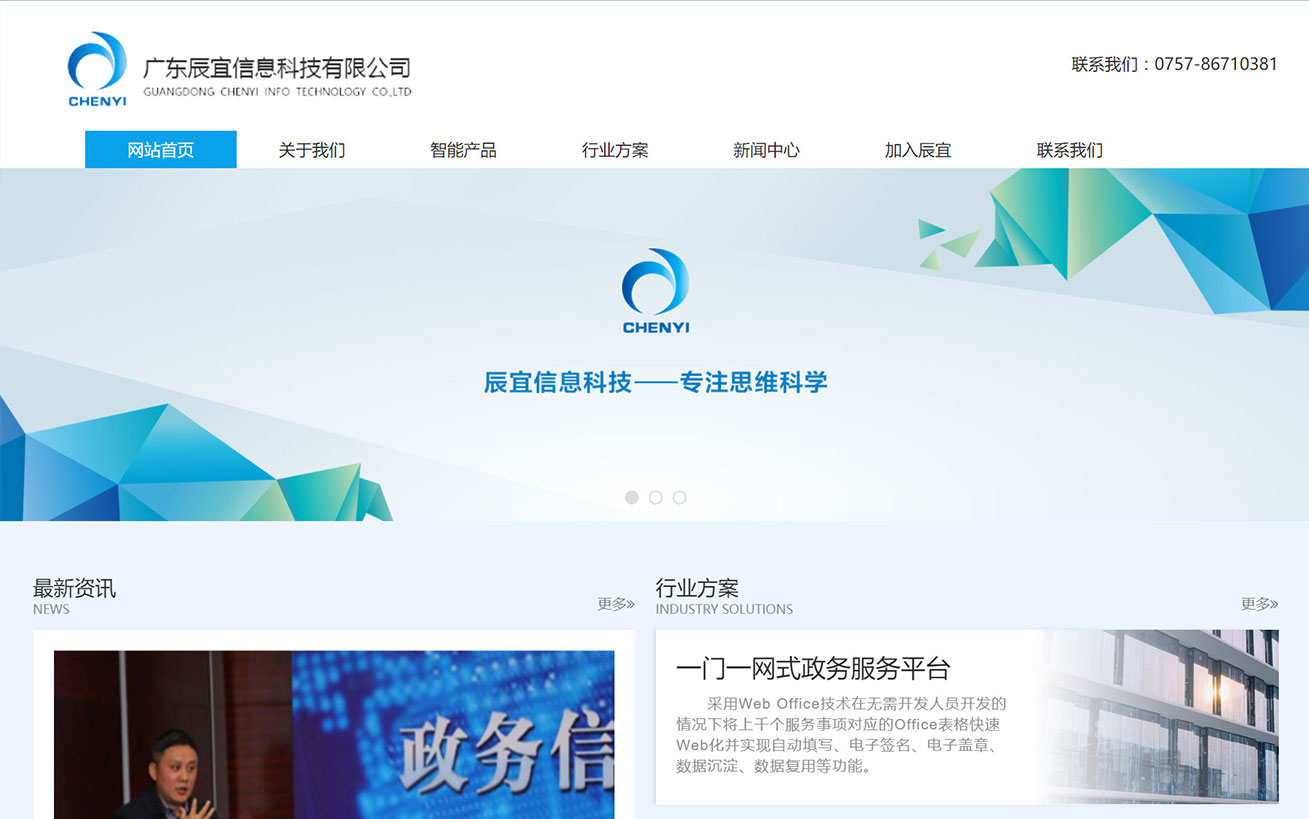 CHENYI
广东辰宜信息科技有限公司
GUANGDONG CHENYI INFO TECHNOLOGY CO.,LTD
联系我们：0757-86710381
网站首页 关于我们 智能产品 行业方案 新闻中心 加入辰宜 联系我们
CHENYI
辰宜信息科技——专注思维科学
最新资讯
NEWS
更多»
政务信
行业方案
INDUSTRY SOLUTIONS
更多»
一门一网式政务服务平台
采用Web Office技术在无需开发人员开发的
情况下将上千个服务事项对应的Office表格快速
Web化并实现自动填写、电子签名、电子盖章、
数据沉淀、数据复用等功能。